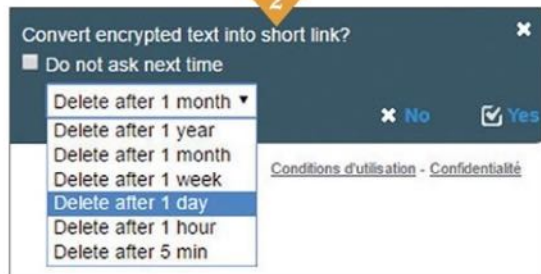 2
Convert encrypted text into short link?
Do not ask next time
Delete after 1 month
No
Yes
Delete after 1 year
Delete after 1 month
Delete after 1 week
Delete after 1 day
Delete after 1 hour
Delete after 5 min
Conditions d'utilisation - Confidentialité